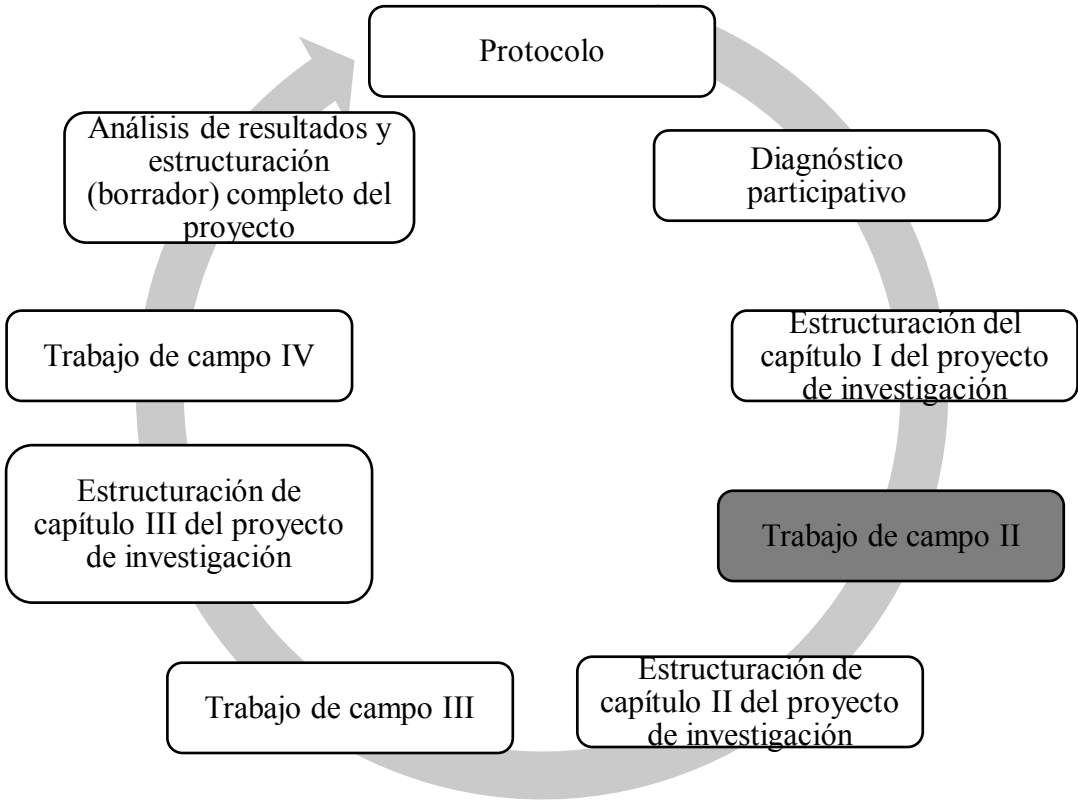 Protocolo
Diagnóstico
participativo
Estructuración del
capítulo I del proyecto
de investigación
Trabajo de campo II
Estructuración de
capítulo II del proyecto
de investigación
Trabajo de campo III
Estructuración de
capítulo III del proyecto
de investigación
Trabajo de campo IV
Análisis de resultados y
estructuración
(borrador) completo del
proyecto